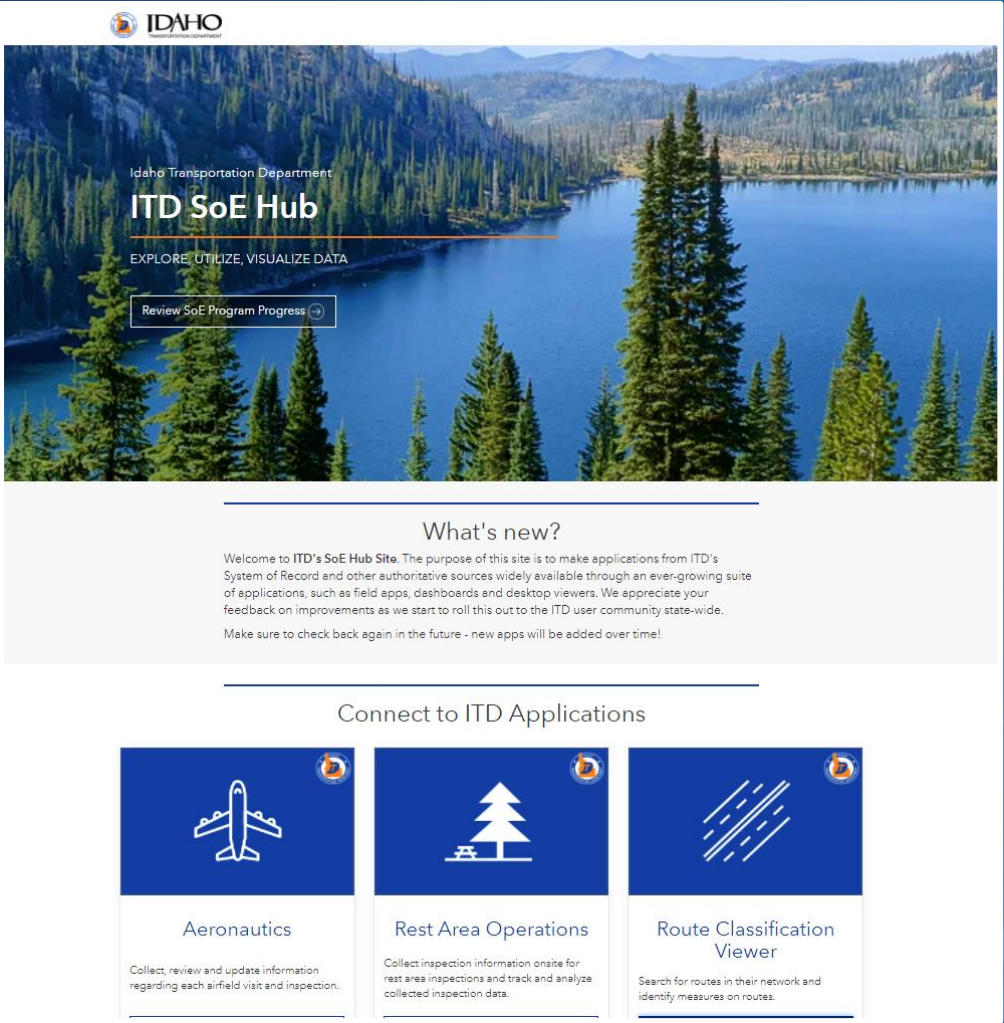 IDAHO
TRANSPORTATION DEPARTMENT
Idaho Transportation Department
ITD SoE Hub
EXPLORE, UTILIZE, VISUALIZE DATA
Review SoE Program Progress
What's new?
Welcome to ITD's SoE Hub Site. The purpose of this site is to make applications from ITD's
System of Record and other authoritative sources widely available through an ever-growing suite
of applications, such as field apps, dashboards and desktop viewers. We appreciate your
feedback on improvements as we start to roll this out to the ITD user community state-wide.
Make sure to check back again in the future - new apps will be added over time!
Connect to ITD Applications
Aeronautics
Collect, review and update information
regarding each airfield visit and inspection.
Rest Area Operations
Collect inspection information onsite for
rest area inspections and track and analyze
collected inspection data.
Route Classification
Viewer
Search for routes in their network and
identify measures on routes.